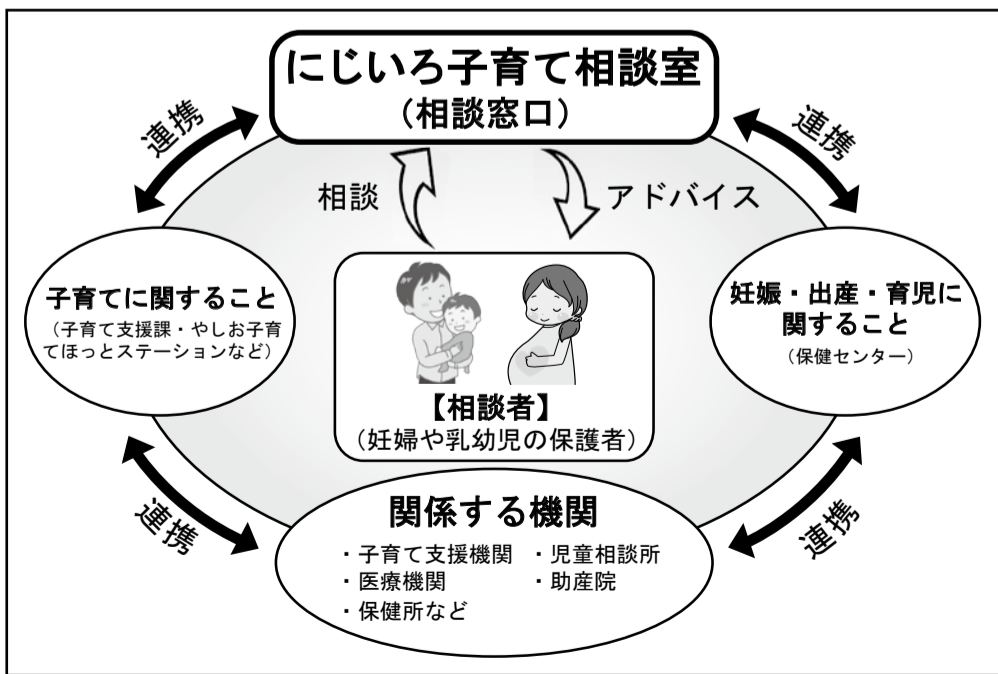 にじいろ子育て相談室
（相談窓口）
連携
連携
相談
アドバイス
子育てに関すること
（子育て支援課・やしお子育
てほっとステーションなど）
妊娠・出産・育児に
関すること
（保健センター）
【相談者】
（妊婦や乳幼児の保護者）
連携
連携
関係する機関
・子育て支援機関
・児童相談所
・医療機関
・助産院
・保健所など